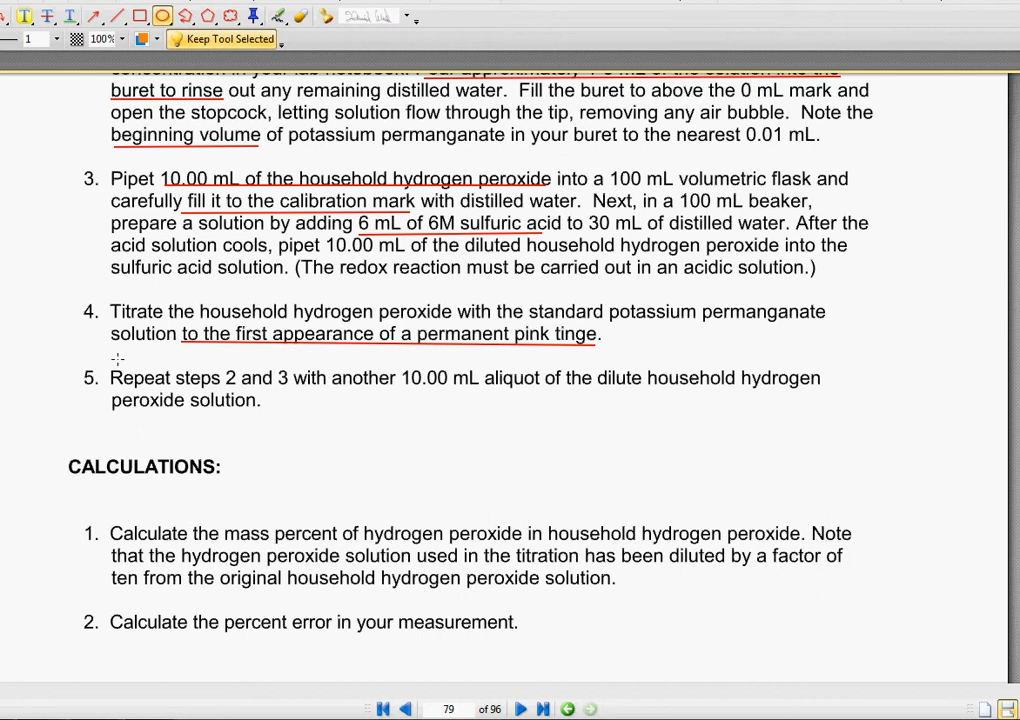 1 100% Keep Tool Selected
concentration in your lab notebook.
buret to rinse out any remaining distilled water. Fill the buret to above the 0 mL mark and
open the stopcock, letting solution flow through the tip, removing any air bubble. Note the
beginning volume of potassium permanganate in your buret to the nearest 0.01 mL.
3. Pipet 10.00 mL of the household hydrogen peroxide into a 100 mL volumetric flask and
carefully fill it to the calibration mark with distilled water. Next, in a 100 mL beaker,
prepare a solution by adding 6 mL of 6M sulfuric acid to 30 mL of distilled water. After the
acid solution cools, pipet 10.00 mL of the diluted household hydrogen peroxide into the
sulfuric acid solution. (The redox reaction must be carried out in an acidic solution.)
4. Titrate the household hydrogen peroxide with the standard potassium permanganate
solution to the first appearance of a permanent pink tinge.
5. Repeat steps 2 and 3 with another 10.00 mL aliquot of the dilute household hydrogen
peroxide solution.
CALCULATIONS:
1. Calculate the mass percent of hydrogen peroxide in household hydrogen peroxide. Note
that the hydrogen peroxide solution used in the titration has been diluted by a factor of
ten from the original household hydrogen peroxide solution.
2. Calculate the percent error in your measurement.
79 of 96